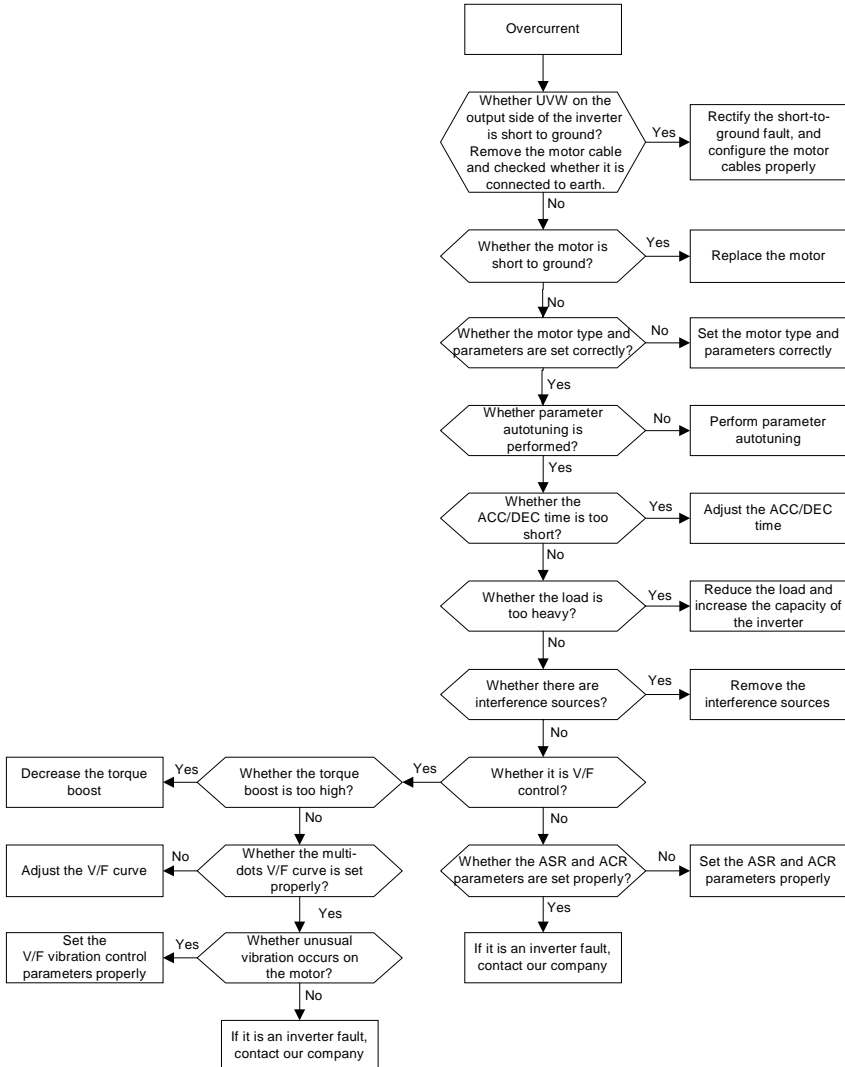 Overcurrent
Whether UVW on the
output side of the inverter
is short to ground?
Remove the motor cable
and checked whether it is
connected to earth.
Yes
Rectify the short-to-
ground fault, and
configure the motor
cables properly
No
Whether the motor is
short to ground?
Yes
Replace the motor
No
Whether the motor type and
parameters are set correctly?
No
Set the motor type and
parameters correctly
Yes
Whether parameter
autotuning is
performed?
No
Perform parameter
autotuning
Yes
Whether the
ACC/DEC time is too
short?
Yes
Adjust the ACC/DEC
time
No
Whether the load is
too heavy?
Yes
Reduce the load and
increase the capacity of
the inverter
No
Whether there are
interference sources?
Yes
Remove the
interference sources
No
Whether it is V/F
control?
Yes
Whether the torque
boost is too high?
Yes
Decrease the torque
boost
No
Whether the multi-
dots V/F curve is set
properly?
No
Adjust the V/F curve
Yes
Whether unusual
vibration occurs on
the motor?
Yes
Set the
V/F vibration control
parameters properly
No
If it is an inverter fault,
contact our company
No
Whether the ASR and ACR
parameters are set properly?
No
Set the ASR and ACR
parameters properly
Yes
If it is an inverter fault,
contact our company